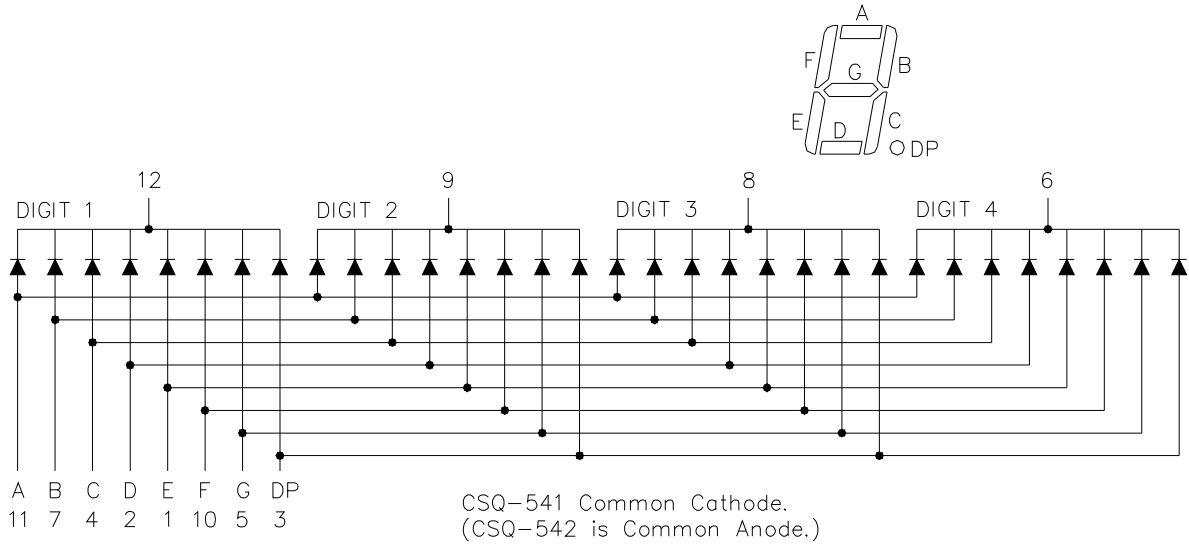 A
F
B
G
E
D
C
DP
12 9 8 6
DIGIT 1 DIGIT 2 DIGIT 3 DIGIT 4
A B C D E F G DP
11 7 4 2 1 10 5 3
CSQ-541 Common Cathode.
(CSQ-542 is Common Anode.)